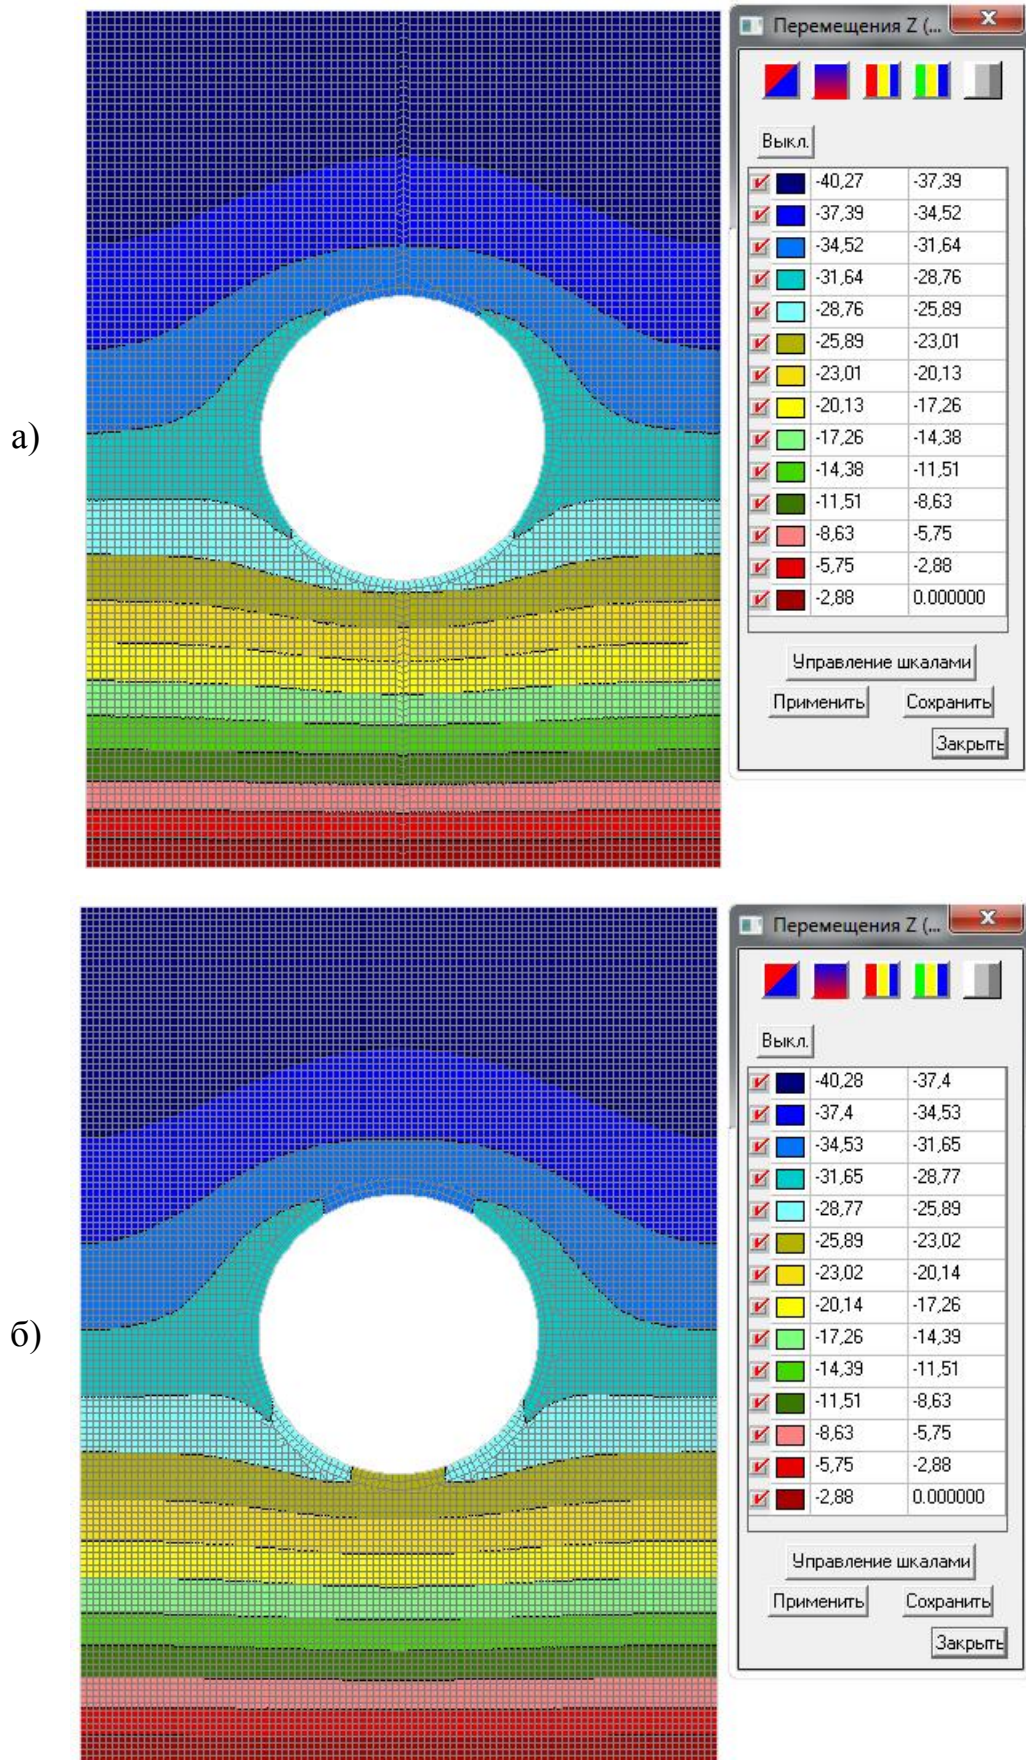 Перемещения Z (...
Выкл.
-40,27 -37,39
-37,39 -34,52
-34,52 -31,64
-31,64 -28,76
-28,76 -25,89
-25,89 -23,01
-23,01 -20,13
-20,13 -17,26
-17,26 -14,38
-14,38 -11,51
-11,51 -8,63
-8,63 -5,75
-5,75 -2,88
-2,88 0.000000
Управление шкалами
Применить Сохранить
Закрыть
а)
Перемещения Z (...
Выкл.
-40,28 -37,4
-37,4 -34,53
-34,53 -31,65
-31,65 -28,77
-28,77 -25,89
-25,89 -23,02
-23,02 -20,14
-20,14 -17,26
-17,26 -14,39
-14,39 -11,51
-11,51 -8,63
-8,63 -5,75
-5,75 -2,88
-2,88 0.000000
Управление шкалами
Применить Сохранить
Закрыть
б)